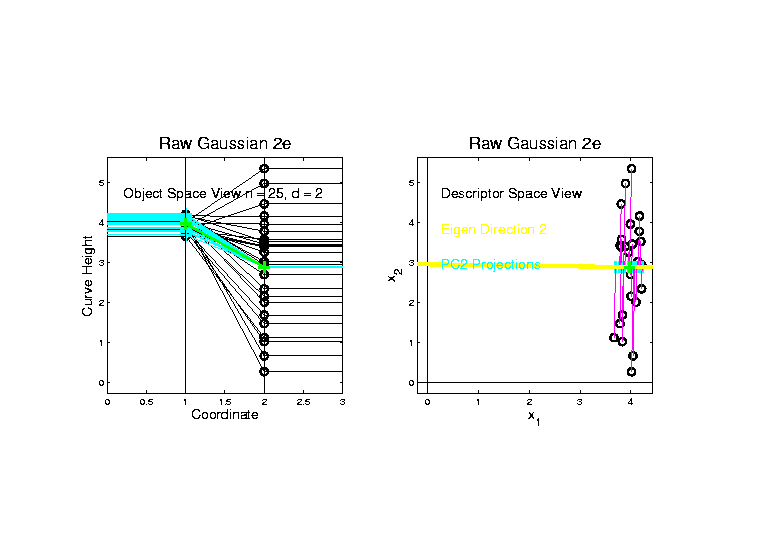 Raw Gaussian 2e
Object Space View n = 25, d = 2
Curve Height
5
4
3
2
1
0
0 0.5 1 1.5 2 2.5 3
Coordinate
Raw Gaussian 2e
Descriptor Space View
Eigen Direction 2
PC2 Projections
x2
5
4
3
2
1
0
0 1 2 3 4
x1